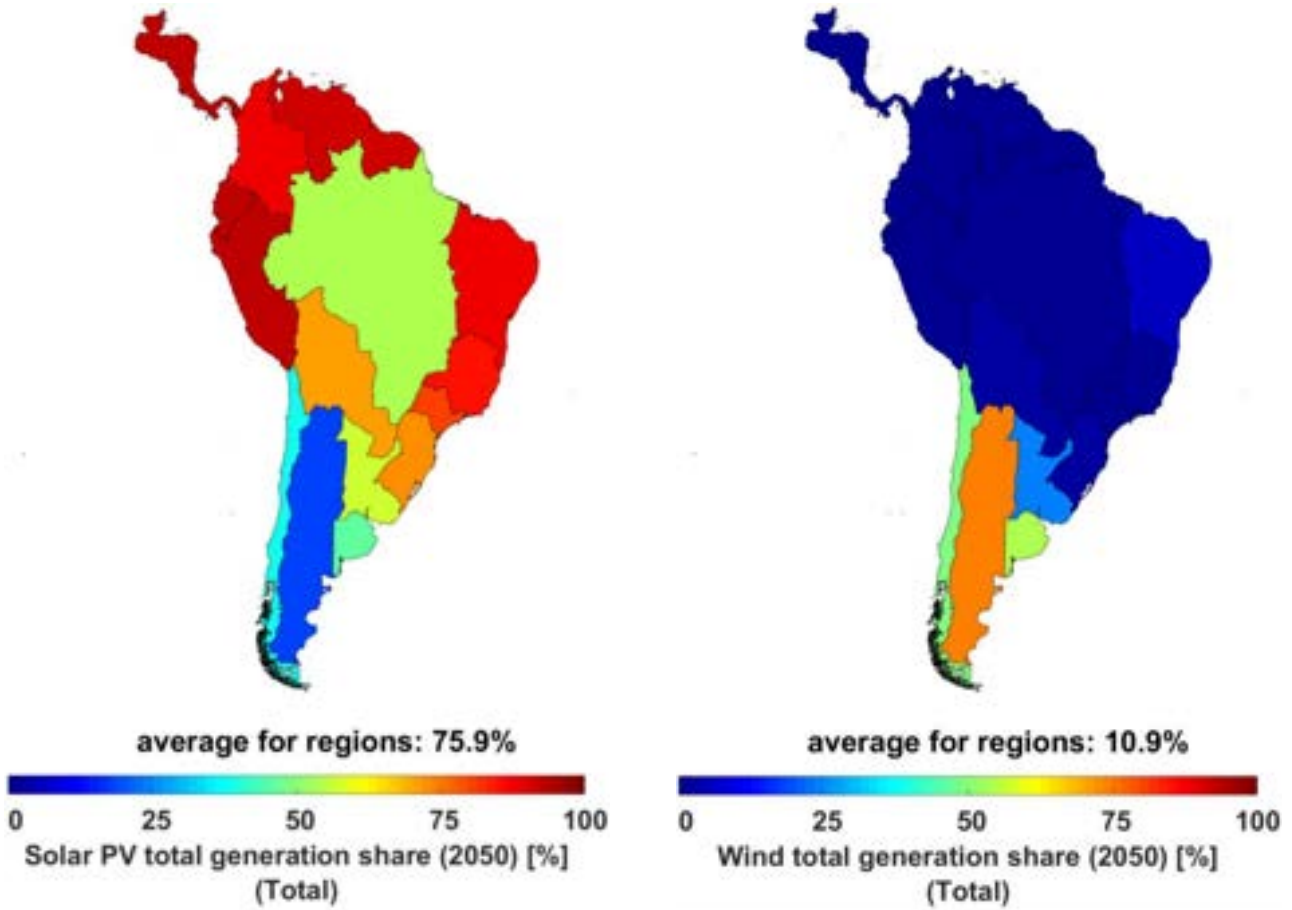 average for regions: 75.9%
0 25 50 75 100
Solar PV total generation share (2050) [%]
(Total)
average for regions: 10.9%
0 25 50 75 100
Wind total generation share (2050) [%]
(Total)